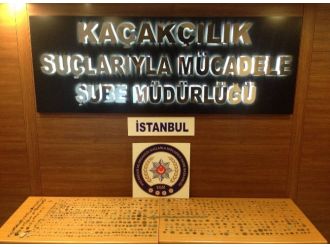 KAÇAKÇILIK
SUÇLARIYLA MÜCADELE
ŞUBE MÜDÜRLÜĞÜ
İSTANBUL